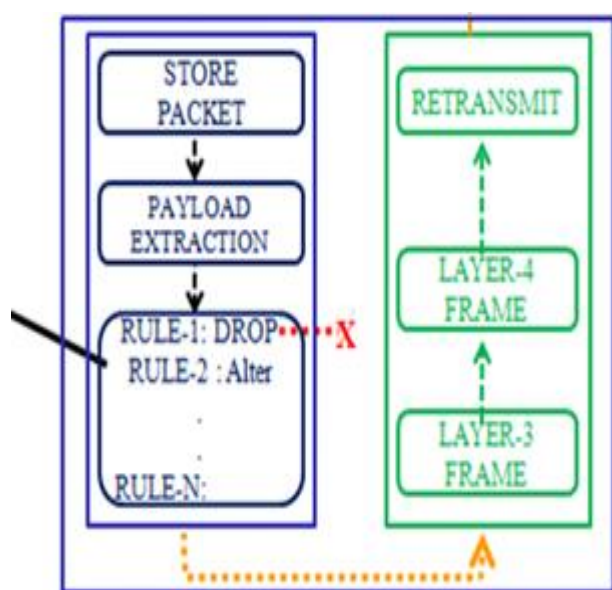 STORE
PACKET
PAYLOAD
EXTRACTION
RULE-1: DROP X
RULE-2 : Alter
.
.
RULE-N:
RETRANSMIT
LAYER-4
FRAME
LAYER-3
FRAME